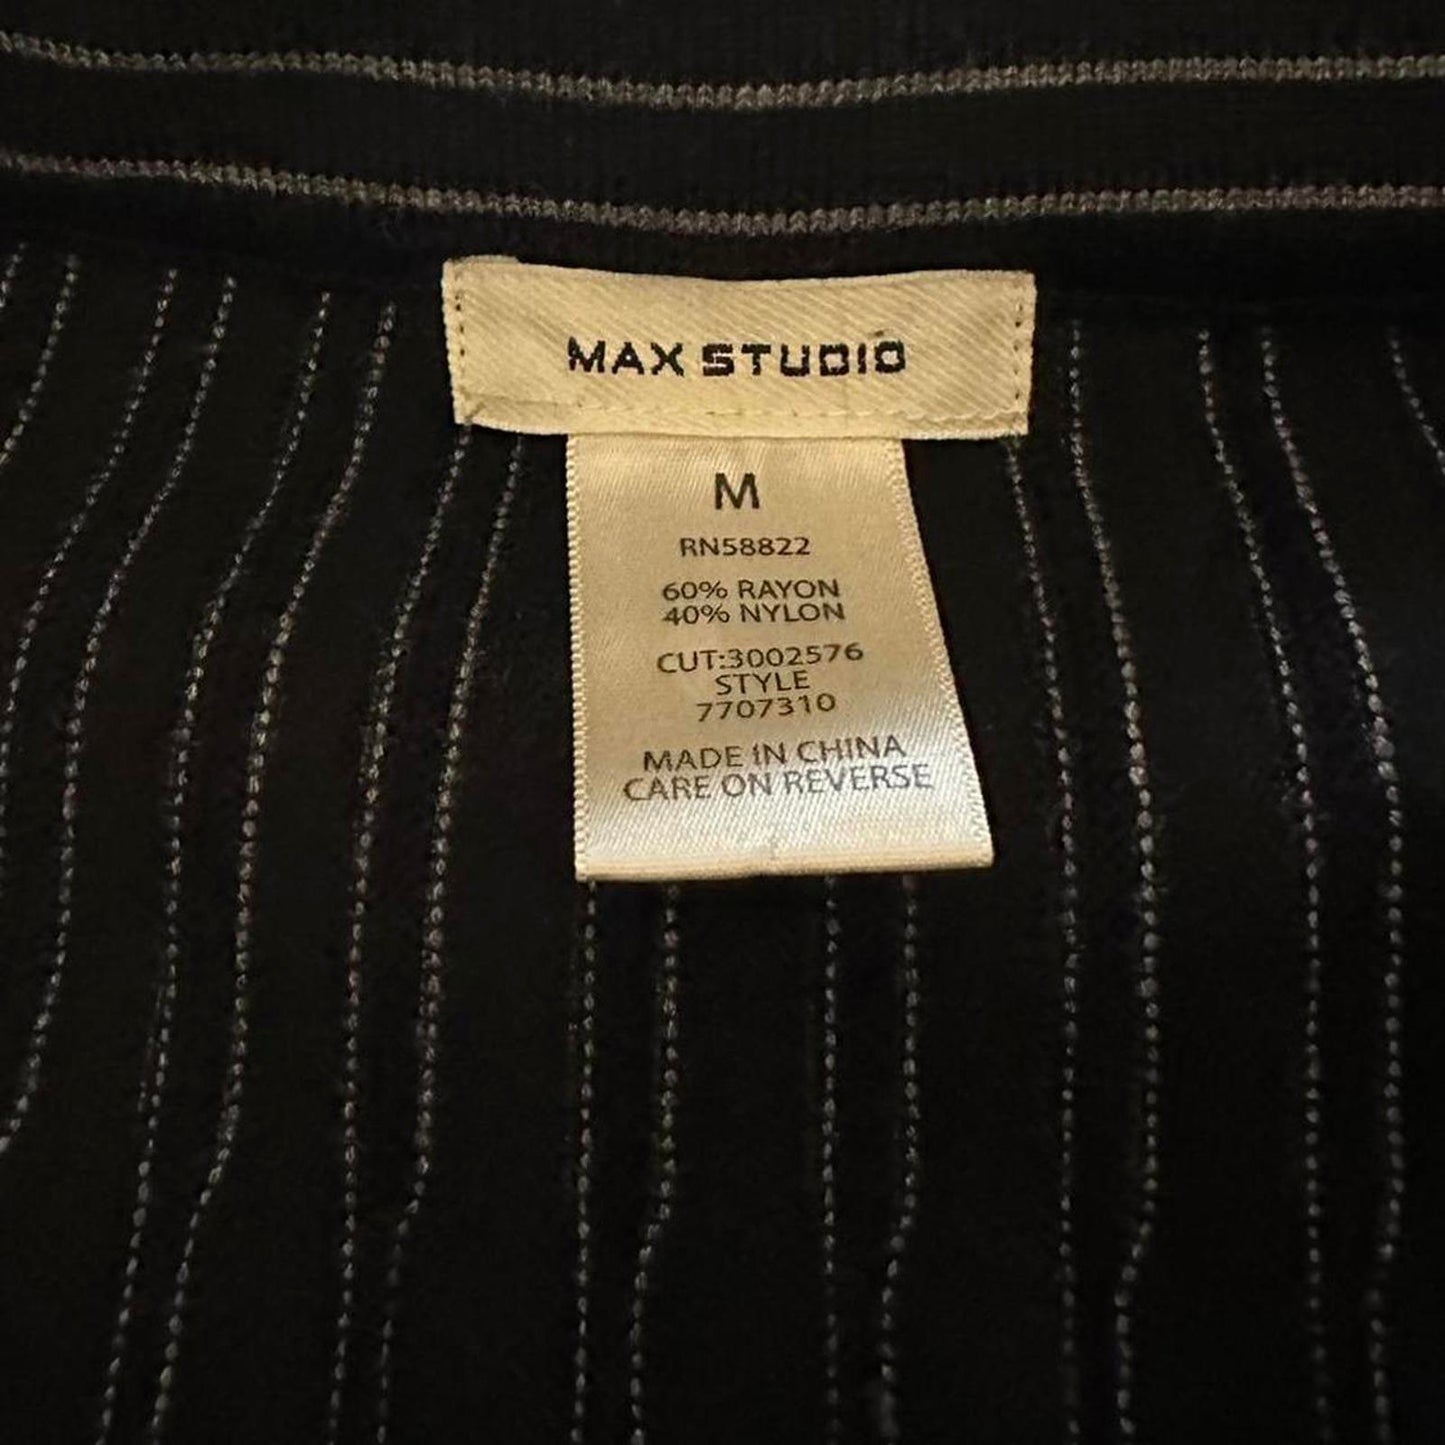 MAX STUDIO
M
RN58822
60% RAYON
40% NYLON
CUT:3002576
STYLE
7707310
MADE IN CHINA
CARE ON REVERSE